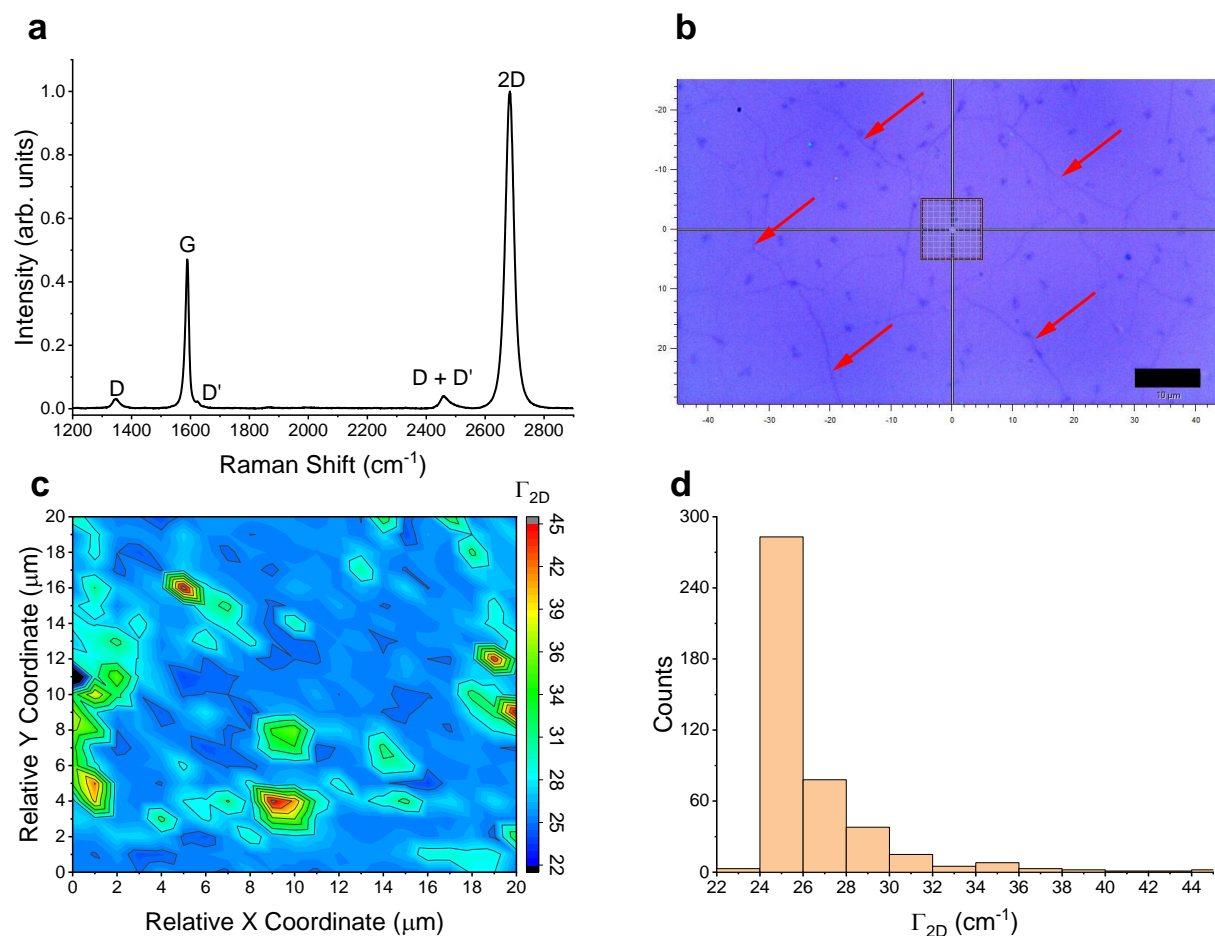 a
1.0
0.8
0.6
0.4
0.2
0.0
Intensity (arb. units)
D
G
D'
D + D'
2D
1200 1400 1600 1800 2000 2200 2400 2600 2800
Raman Shift (cm⁻¹)
b
-20
-10
0
10
20
10 µm
-40 -30 -20 -10 0 10 20 30 40
c
Γ2D
20
18
16
14
12
10
8
6
4
2
0
Relative Y Coordinate (µm)
0 2 4 6 8 10 12 14 16 18 20
Relative X Coordinate (µm)
45
42
39
36
34
31
28
25
22
d
300
240
180
120
60
0
Counts
22 24 26 28 30 32 34 36 38 40 42 44
Γ2D (cm⁻¹)